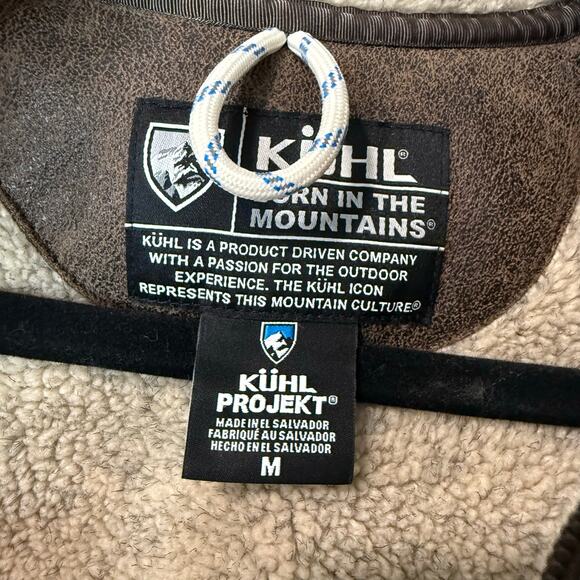 KÜHL®
BORN IN THE
MOUNTAINS®
KÜHL IS A PRODUCT DRIVEN COMPANY
WITH A PASSION FOR THE OUTDOOR
EXPERIENCE. THE KÜHL ICON
REPRESENTS THIS MOUNTAIN CULTURE®
KÜHL
PROJEKT®
MADE IN EL SALVADOR
FABRIQUÉ AU SALVADOR
HECHO EN EL SALVADOR
M